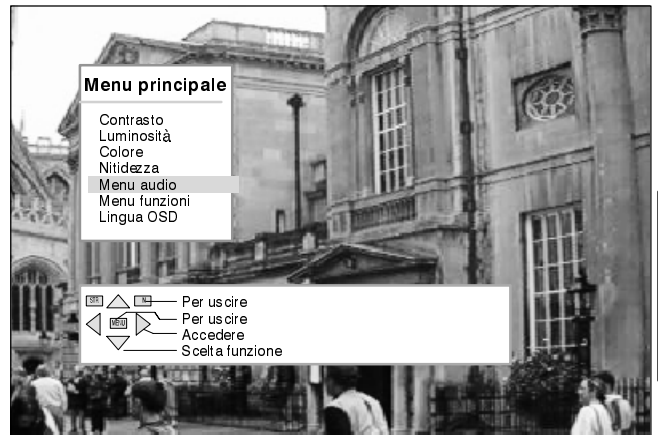 Menu principale
Contrasto
Luminosità
Colore
Nitidezza
Menu audio
Menu funzioni
Lingua OSD
STR
N
Per uscire
MENU
Per uscire
Accedere
Scelta funzione